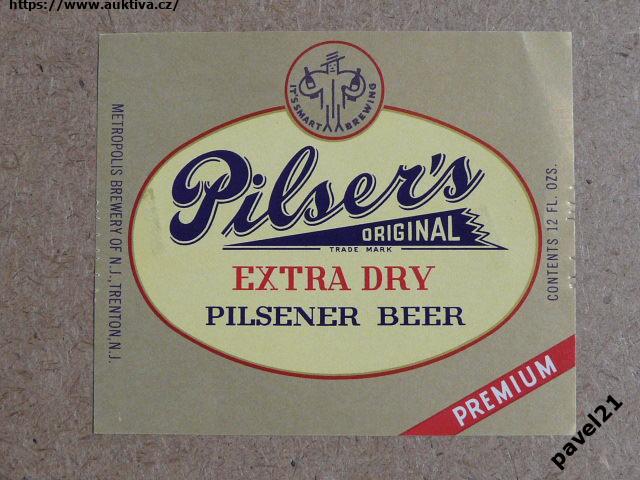 https://www.auktiva.cz/
IT'S SMART BREWING
Pilser's
ORIGINAL
TRADE MARK
EXTRA DRY
PILSENER BEER
METROPOLIS BREWERY OF N.J., TRENTON, N.J.
CONTENTS 12 FL. OZS.
PREMIUM
pavel21